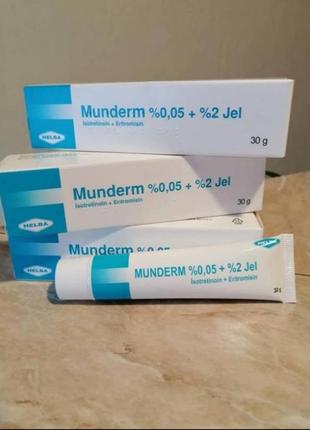 Munderm %0,05 + %2 Jel
İsotretinoin + Eritromisin
HELBA
30 g
Munderm %0,05 + %2 Jel
İsotretinoin + Eritromisin
HELBA
30 g
Munderm %0,05
HELBA
HELBA
MUNDERM %0,05 + %2 Jel
İsotretinoin + Eritromisin
30 g